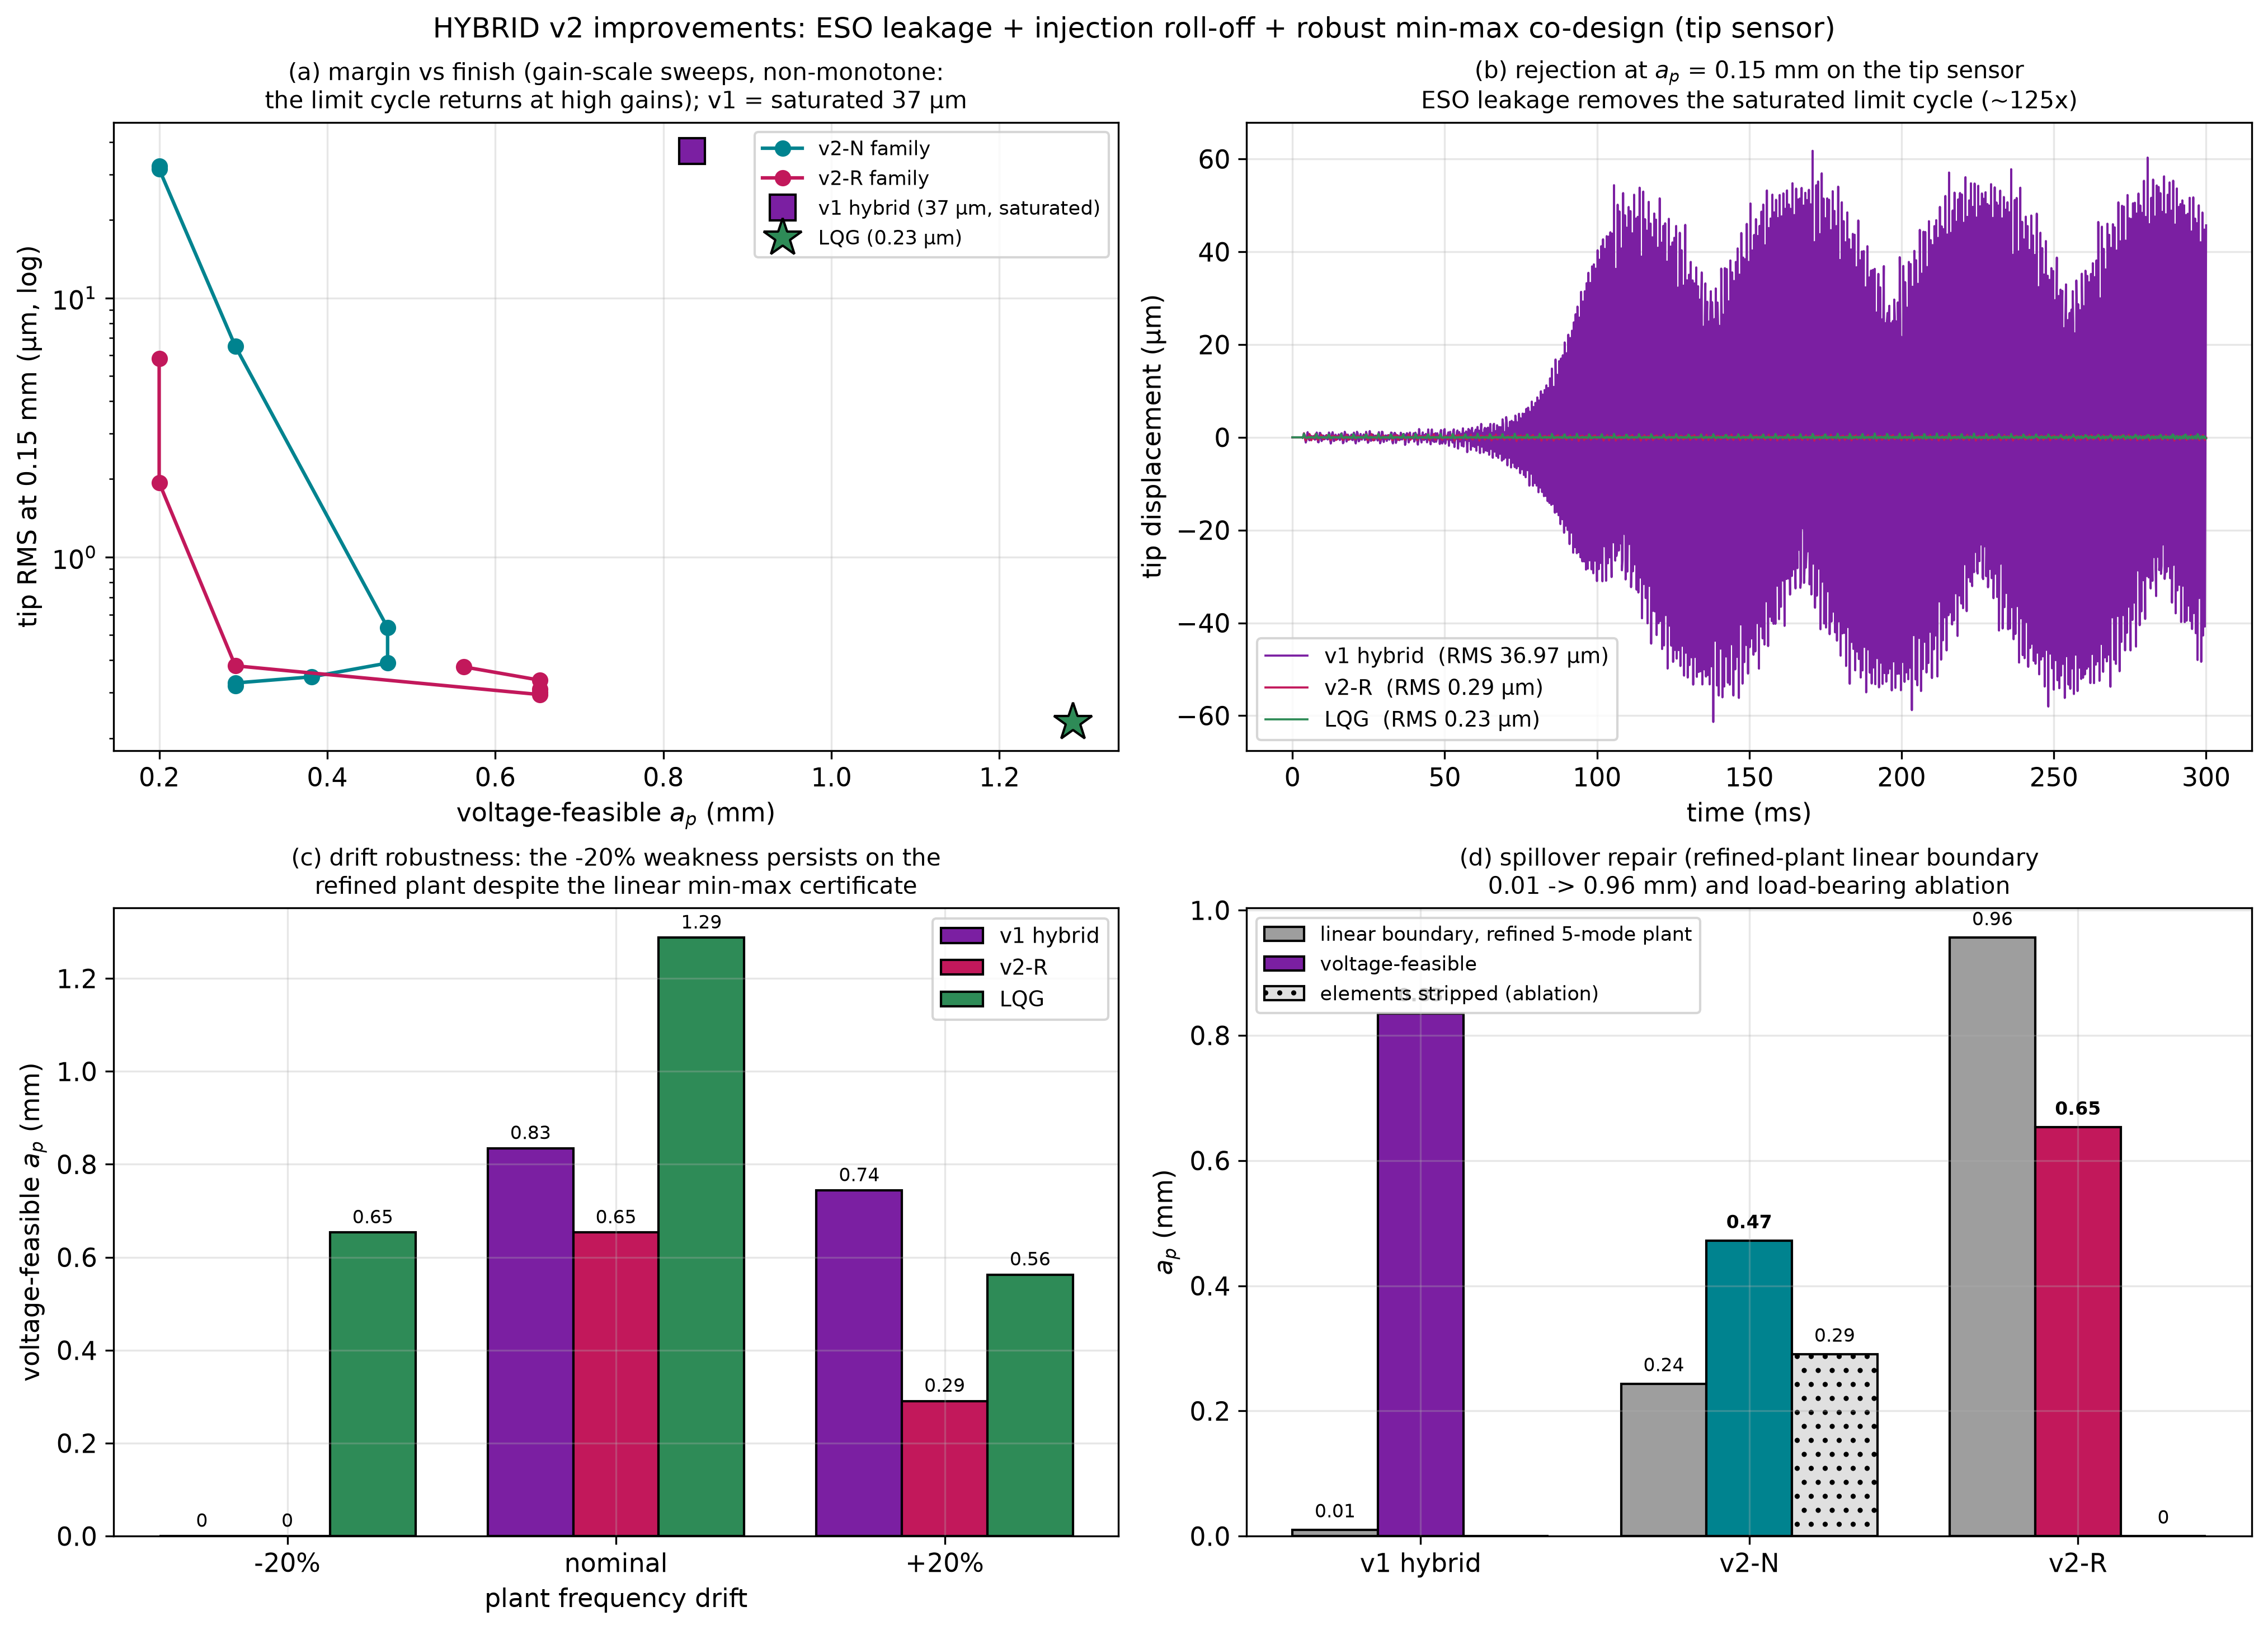 HYBRID v2 improvements: ESO leakage + injection roll-off + robust min-max co-design (tip sensor)
(a) margin vs finish (gain-scale sweeps, non-monotone:
the limit cycle returns at high gains); v1 = saturated 37 µm
v2-N family
v2-R family
v1 hybrid (37 µm, saturated)
LQG (0.23 µm)
10¹
10⁰
tip RMS at 0.15 mm (µm, log)
0.2 0.4 0.6 0.8 1.0 1.2
voltage-feasible aₚ (mm)
(b) rejection at aₚ = 0.15 mm on the tip sensor
ESO leakage removes the saturated limit cycle (~125x)
60
40
20
0
−20
−40
−60
tip displacement (µm)
v1 hybrid (RMS 36.97 µm)
v2-R (RMS 0.29 µm)
LQG (RMS 0.23 µm)
0 50 100 150 200 250 300
time (ms)
(c) drift robustness: the -20% weakness persists on the
refined plant despite the linear min-max certificate
v1 hybrid
v2-R
LQG
1.2
1.0
0.8
0.6
0.4
0.2
0.0
voltage-feasible aₚ (mm)
0 0 0.65
0.83 0.65 1.29
0.74 0.29 0.56
-20% nominal +20%
plant frequency drift
(d) spillover repair (refined-plant linear boundary
0.01 -> 0.96 mm) and load-bearing ablation
linear boundary, refined 5-mode plant
voltage-feasible
elements stripped (ablation)
1.0
0.8
0.6
0.4
0.2
0.0
aₚ (mm)
0.01
0.24 0.47 0.29
0.96 0.65 0
v1 hybrid v2-N v2-R